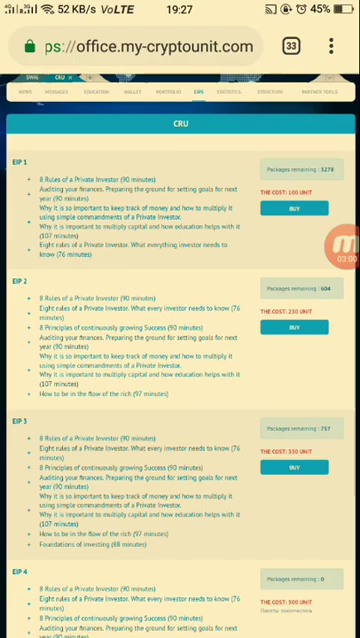 52 KB/s VoLTE 19:27 45%
ps://office.my-cryptounit.com 33
SWIG CRU
NEWS MESSAGES EDUCATION WALLET PORTFOLIO EIPS STATISTICS STRUCTURE PARTNER TOOLS
CRU
EIP 1
Packages remaining : 3278
THE COST: 100 UNIT
BUY
+ 8 Rules of a Private Investor (90 minutes)
+ Auditing your finances. Preparing the ground for setting goals for next
year (90 minutes)
+ Why it is so important to keep track of money and how to multiply it
using simple commandments of a Private Investor.
+ Why it is important to multiply capital and how education helps with it
(107 minutes)
+ Eight rules of a Private Investor. What everything investor needs to
know (76 minutes)
03:00
EIP 2
Packages remaining : 604
THE COST: 250 UNIT
BUY
+ 8 Rules of a Private Investor (90 minutes)
+ Eight rules of a Private Investor. What every investor needs to know (76
minutes)
+ 8 Principles of continuously growing Success (90 minutes)
+ Auditing your finances. Preparing the ground for setting goals for next
year (90 minutes)
+ Why it is so important to keep track of money and how to multiply it
using simple commandments of a Private Investor.
+ Why it is important to multiply capital and how education helps with it
(107 minutes)
+ How to be in the flow of the rich (97 minutes)
EIP 3
Packages remaining : 757
THE COST: 350 UNIT
BUY
+ 8 Rules of a Private Investor (90 minutes)
+ Eight rules of a Private Investor. What every investor needs to know (76
minutes)
+ 8 Principles of continuously growing Success (90 minutes)
+ Auditing your finances. Preparing the ground for setting goals for next
year (90 minutes)
+ Why it is so important to keep track of money and how to multiply it
using simple commandments of a Private Investor.
+ Why it is important to multiply capital and how education helps with it
(107 minutes)
+ How to be in the flow of the rich (97 minutes)
+ Foundations of investing (88 minutes)
EIP 4
Packages remaining : 0
THE COST: 500 UNIT
Пакеты закончились
+ 8 Rules of a Private Investor (90 minutes)
+ Eight rules of a Private Investor. What every investor needs to know (76
minutes)
+ 8 Principles of continuously growing Success (90 minutes)
+ Auditing your finances. Preparing the ground for setting goals for next
year (90 minutes)